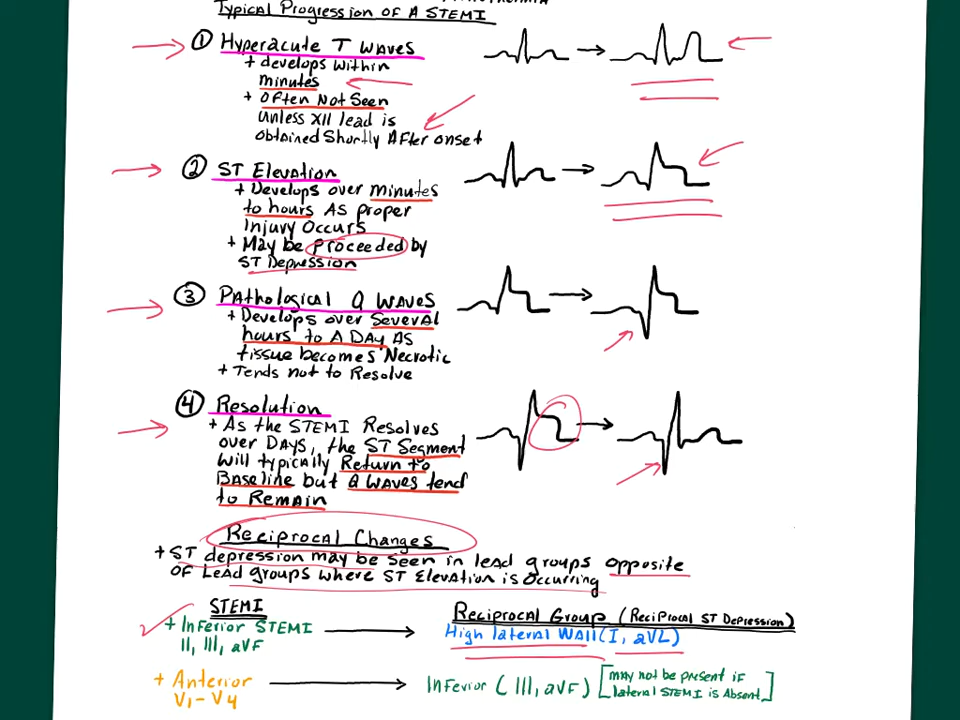 Typical Progression of A STEMI
① Hyperacute T Waves
+ develops within
minutes
+ Often Not Seen
unless XII lead is
obtained Shortly After onset
② ST Elevation
+ Develops over minutes
to hours As proper
Injury Occurs
+ May be proceeded by
ST Depression
③ Pathological Q Waves
+ Develops over Several
hours to A Day As
tissue becomes Necrotic
+ Tends not to Resolve
④ Resolution
+ As the STEMI Resolves
over Days, the ST Segment
will typically Return to
Baseline but Q waves tend
to Remain
Reciprocal Changes
+ ST depression may be seen in lead groups opposite
of Lead groups where ST Elevation is occurring
STEMI
Reciprocal Group (Reciprocal ST Depression)
+ Inferior STEMI
II, III, aVF
High lateral Wall (I, aVL)
+ Anterior
V1 - V4
Inferior (III, aVF) [may not be present if
lateral STEMI is Absent]